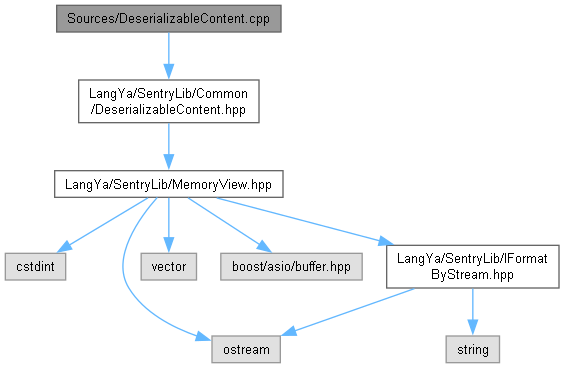 Sources/DeserializableContent.cpp
LangYa/SentryLib/Common
/DeserializableContent.hpp
LangYa/SentryLib/MemoryView.hpp
cstdint
vector
boost/asio/buffer.hpp
LangYa/SentryLib/IFormat
ByStream.hpp
ostream
string